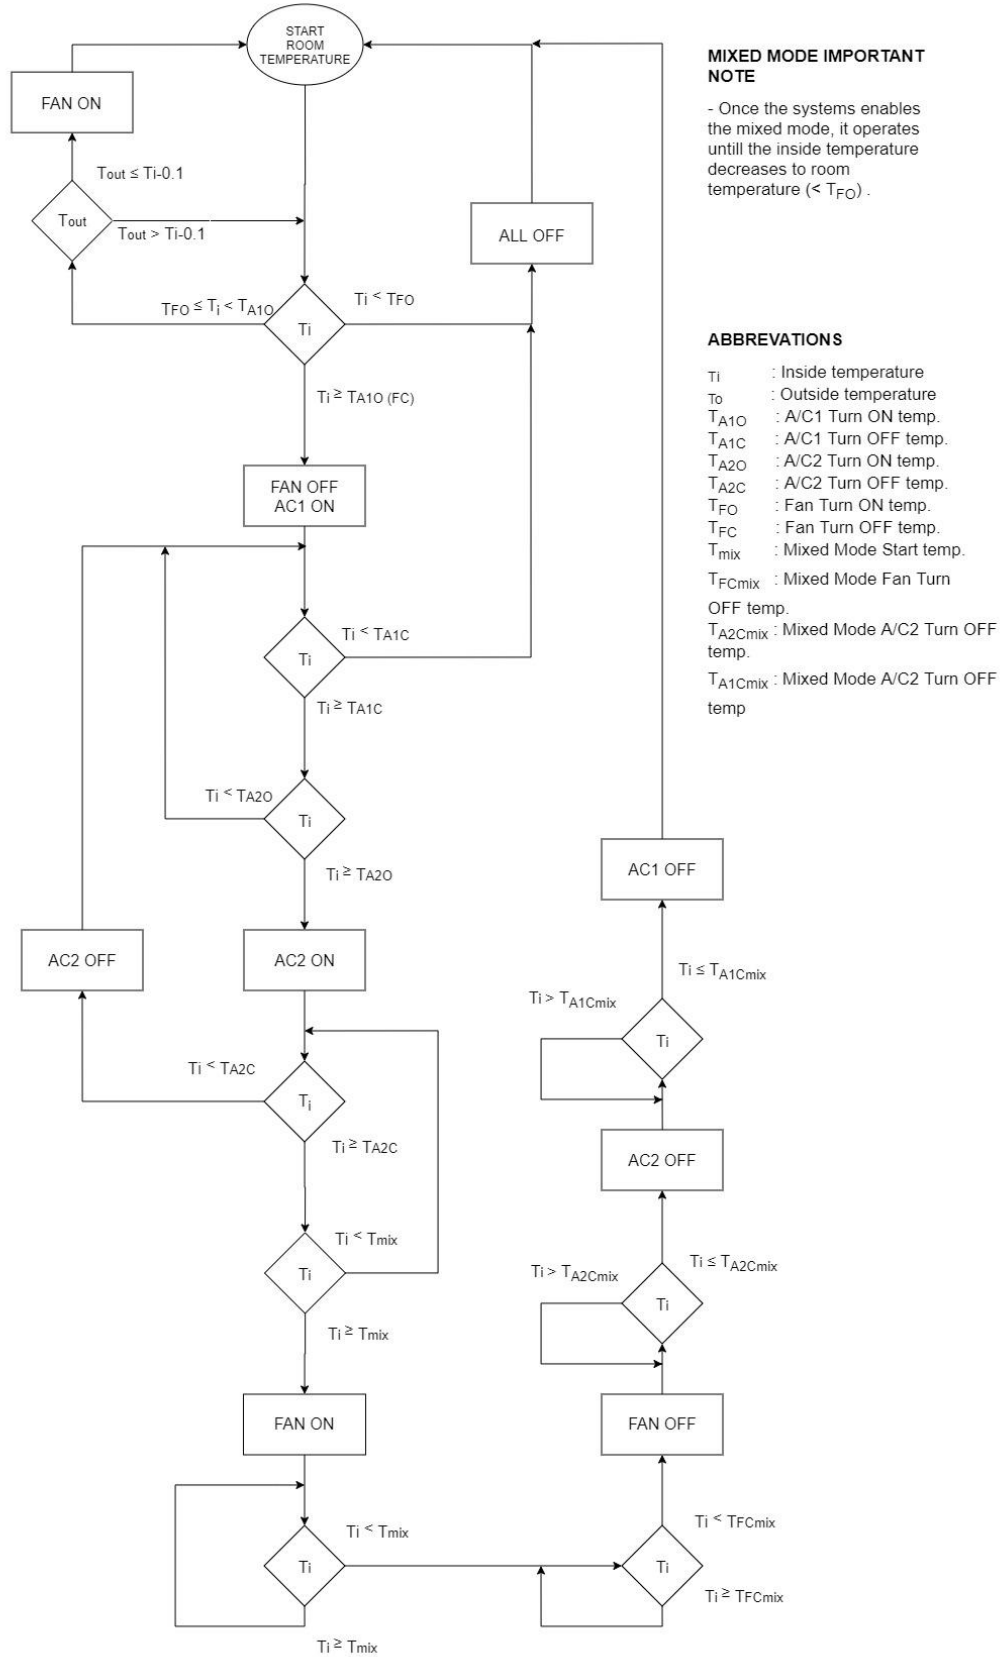 START
ROOM
TEMPERATURE
FAN ON
Tout ≤ Ti-0.1
Tout
Tout > Ti-0.1
ALL OFF
TFO ≤ Ti < TA1O
Ti < TFO
Ti
Ti ≥ TA1O (FC)
FAN OFF
AC1 ON
Ti < TA1C
Ti
Ti ≥ TA1C
Ti < TA2O
Ti
Ti ≥ TA2O
AC2 OFF
AC2 ON
Ti < TA2C
Ti
Ti ≥ TA2C
Ti < Tmix
Ti
Ti ≥ Tmix
FAN ON
Ti < Tmix
Ti
Ti ≥ Tmix
AC1 OFF
Ti ≤ TA1Cmix
Ti > TA1Cmix
Ti
AC2 OFF
Ti ≤ TA2Cmix
Ti > TA2Cmix
Ti
FAN OFF
Ti < TFCmix
Ti
Ti ≥ TFCmix
MIXED MODE IMPORTANT
NOTE
- Once the systems enables
the mixed mode, it operates
untill the inside temperature
decreases to room
temperature (< TFO) .
ABBREVATIONS
Ti : Inside temperature
To : Outside temperature
TA1O : A/C1 Turn ON temp.
TA1C : A/C1 Turn OFF temp.
TA2O : A/C2 Turn ON temp.
TA2C : A/C2 Turn OFF temp.
TFO : Fan Turn ON temp.
TFC : Fan Turn OFF temp.
Tmix : Mixed Mode Start temp.
TFCmix : Mixed Mode Fan Turn
OFF temp.
TA2Cmix : Mixed Mode A/C2 Turn OFF
temp.
TA1Cmix : Mixed Mode A/C2 Turn OFF
temp